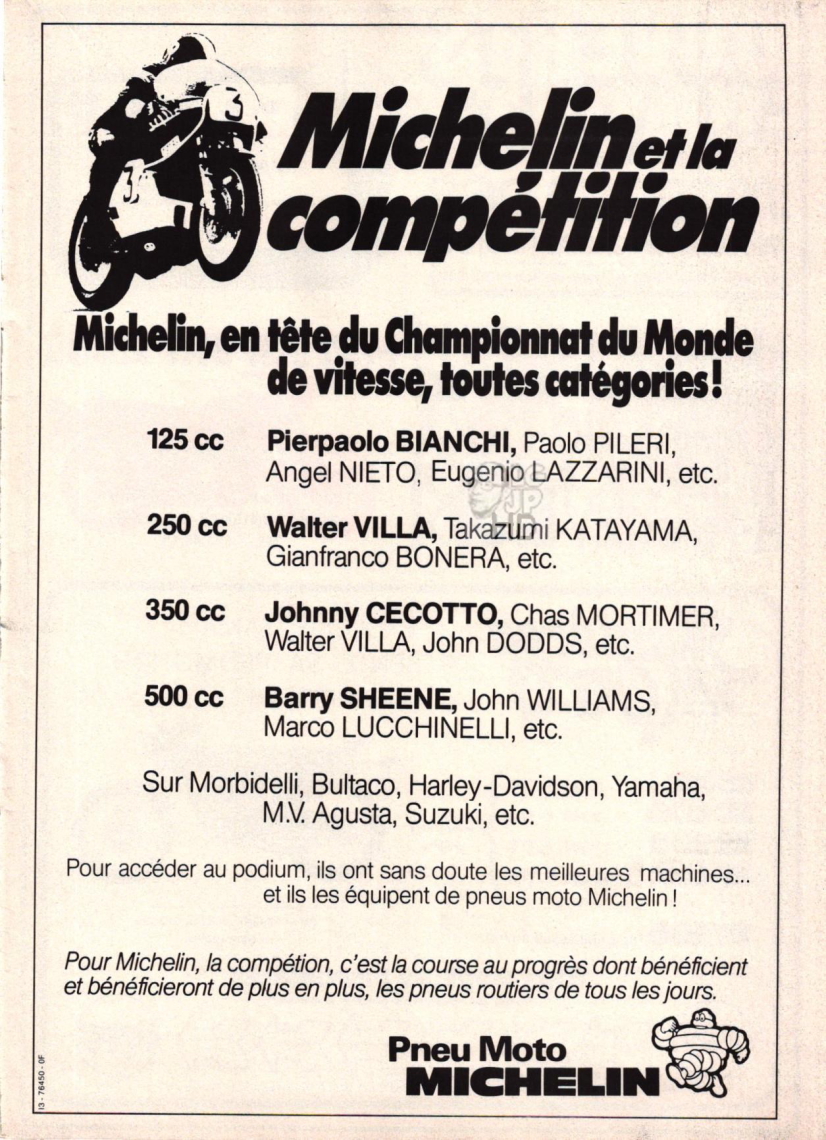 3
3
Michelin et la
compétition
Michelin, en tête du Championnat du Monde
de vitesse, toutes catégories!
125 cc Pierpaolo BIANCHI, Paolo PILERI,
Angel NIETO, Eugenio LAZZARINI, etc.
250 cc Walter VILLA, Takazumi KATAYAMA,
Gianfranco BONERA, etc.
350 cc Johnny CECOTTO, Chas MORTIMER,
Walter VILLA, John DODDS, etc.
500 cc Barry SHEENE, John WILLIAMS,
Marco LUCCHINELLI, etc.
Sur Morbidelli, Bultaco, Harley-Davidson, Yamaha,
M.V. Agusta, Suzuki, etc.
Pour accéder au podium, ils ont sans doute les meilleures machines...
et ils les équipent de pneus moto Michelin!
Pour Michelin, la compétion, c'est la course au progrès dont bénéficient
et bénéficieront de plus en plus, les pneus routiers de tous les jours.
Pneu Moto
MICHELIN
13 - 76450 - OF